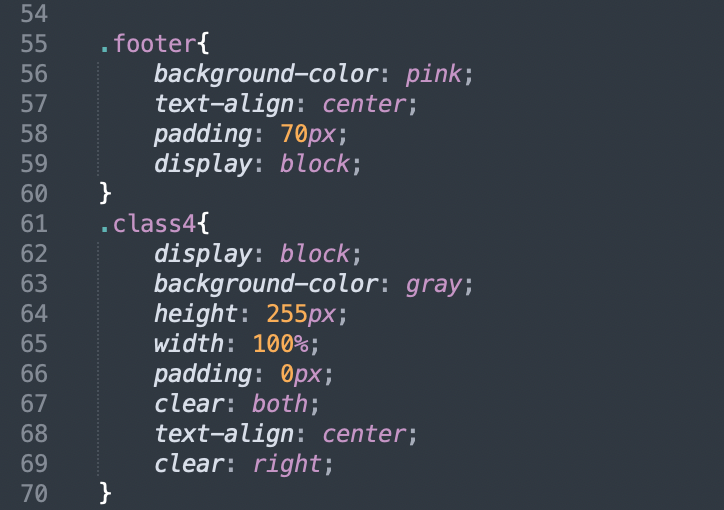 54
55 .footer{
56 background-color: pink;
57 text-align: center;
58 padding: 70px;
59 display: block;
60 }
61 .class4{
62 display: block;
63 background-color: gray;
64 height: 255px;
65 width: 100%;
66 padding: 0px;
67 clear: both;
68 text-align: center;
69 clear: right;
70 }